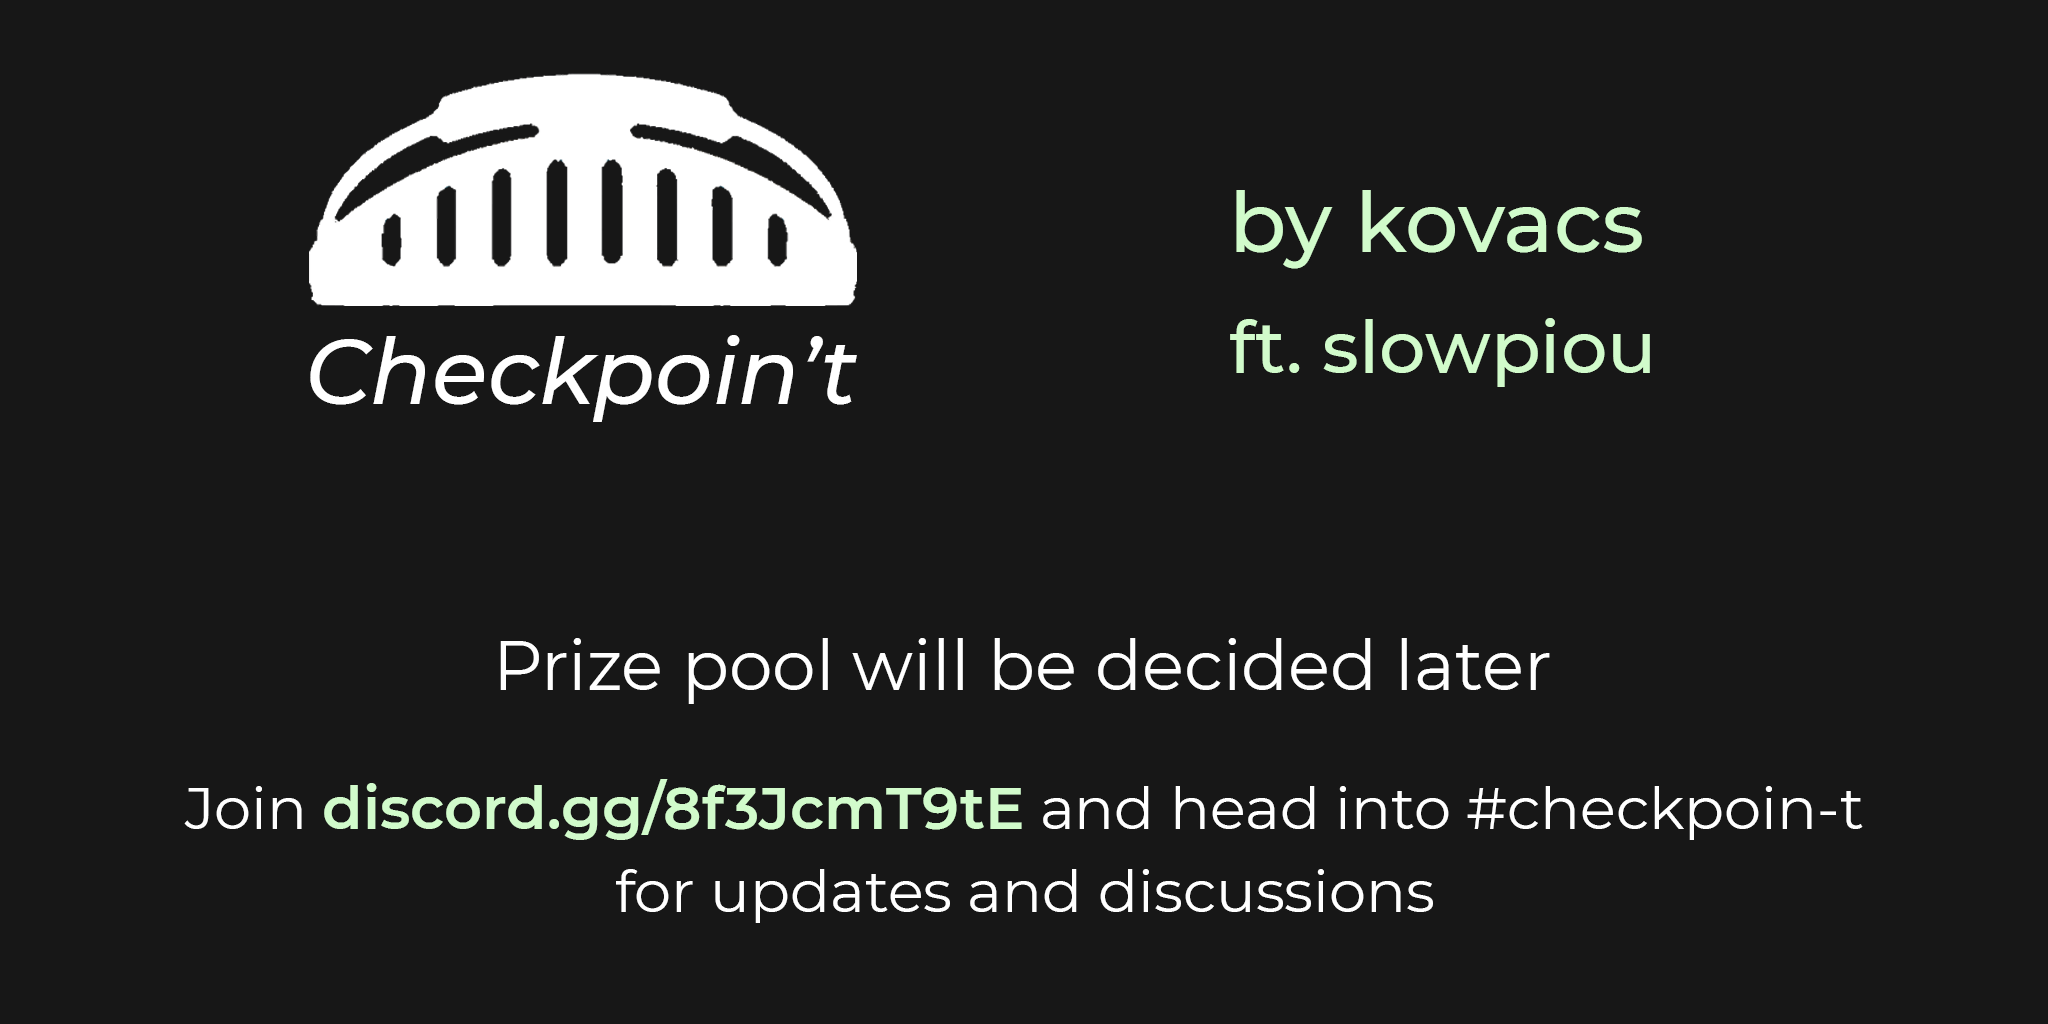 Checkpoin’t
by kovacs
ft. slowpiou
Prize pool will be decided later
Join discord.gg/8f3JcmT9tE and head into #checkpoin-t
for updates and discussions